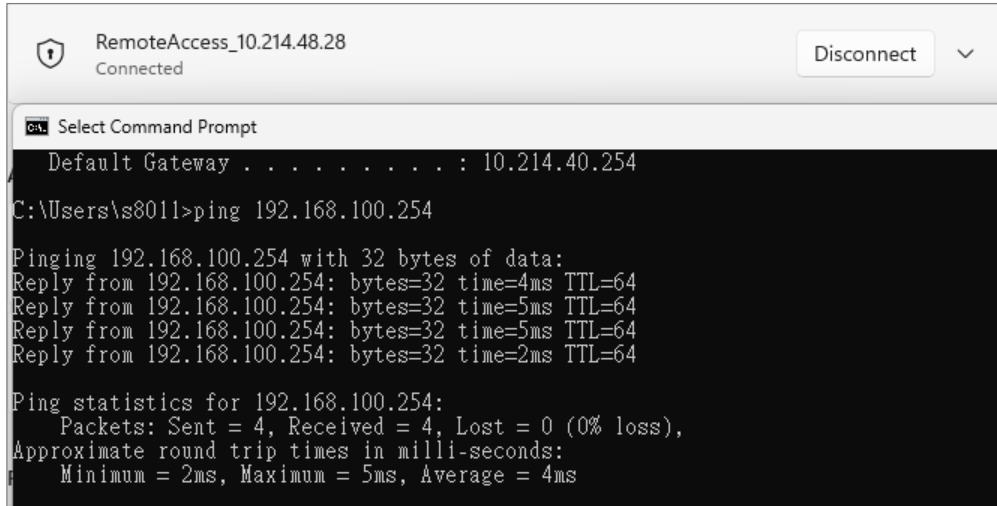 RemoteAccess_10.214.48.28
Connected
Disconnect
Select Command Prompt
Default Gateway . . . . . . . . . : 10.214.40.254
C:\Users\s8011>ping 192.168.100.254
Pinging 192.168.100.254 with 32 bytes of data:
Reply from 192.168.100.254: bytes=32 time=4ms TTL=64
Reply from 192.168.100.254: bytes=32 time=5ms TTL=64
Reply from 192.168.100.254: bytes=32 time=5ms TTL=64
Reply from 192.168.100.254: bytes=32 time=2ms TTL=64
Ping statistics for 192.168.100.254:
Packets: Sent = 4, Received = 4, Lost = 0 (0% loss),
Approximate round trip times in milli-seconds:
Minimum = 2ms, Maximum = 5ms, Average = 4ms